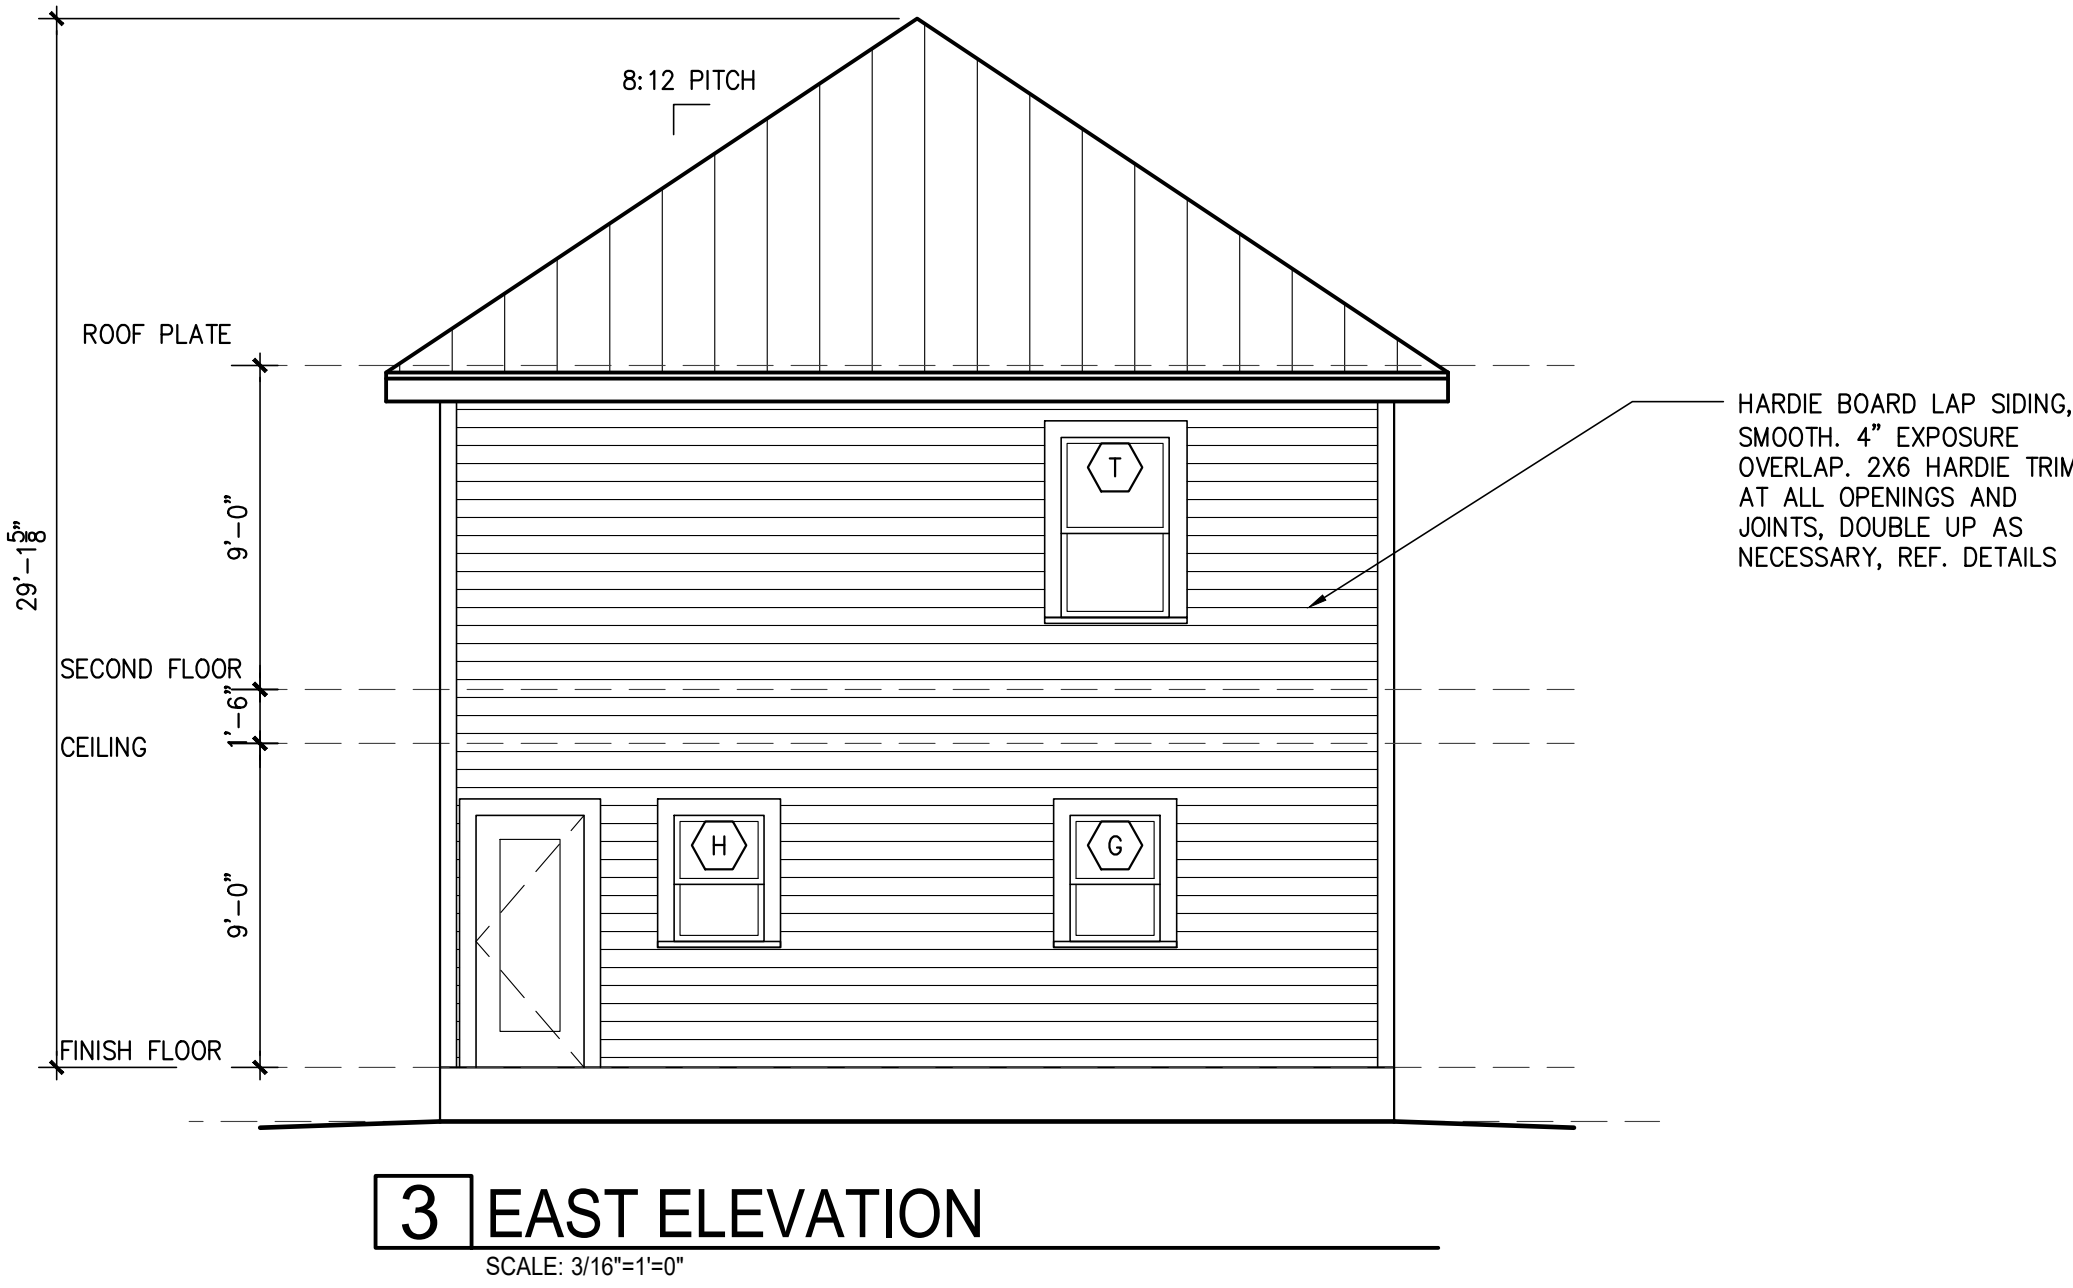 8:12 PITCH
ROOF PLATE
HARDIE BOARD LAP SIDING,
SMOOTH. 4" EXPOSURE
OVERLAP. 2X6 HARDIE TRIM
AT ALL OPENINGS AND
JOINTS, DOUBLE UP AS
NECESSARY, REF. DETAILS
T
9'-0"
29'-1 5/8"
SECOND FLOOR
1'-6"
CEILING
H
G
9'-0"
FINISH FLOOR
3 EAST ELEVATION
SCALE: 3/16"=1'=0"